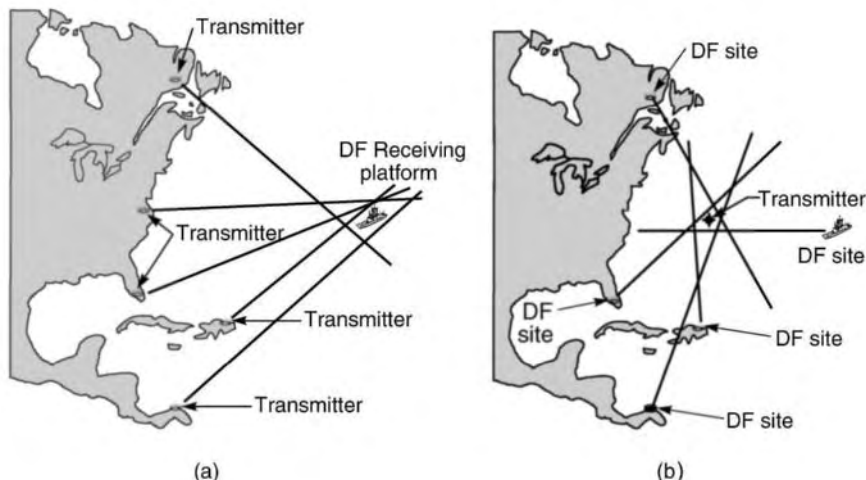 Transmitter
DF Receiving
platform
Transmitter
Transmitter
Transmitter
(a)
DF site
Transmitter
DF site
DF
site
DF site
DF site
(b)